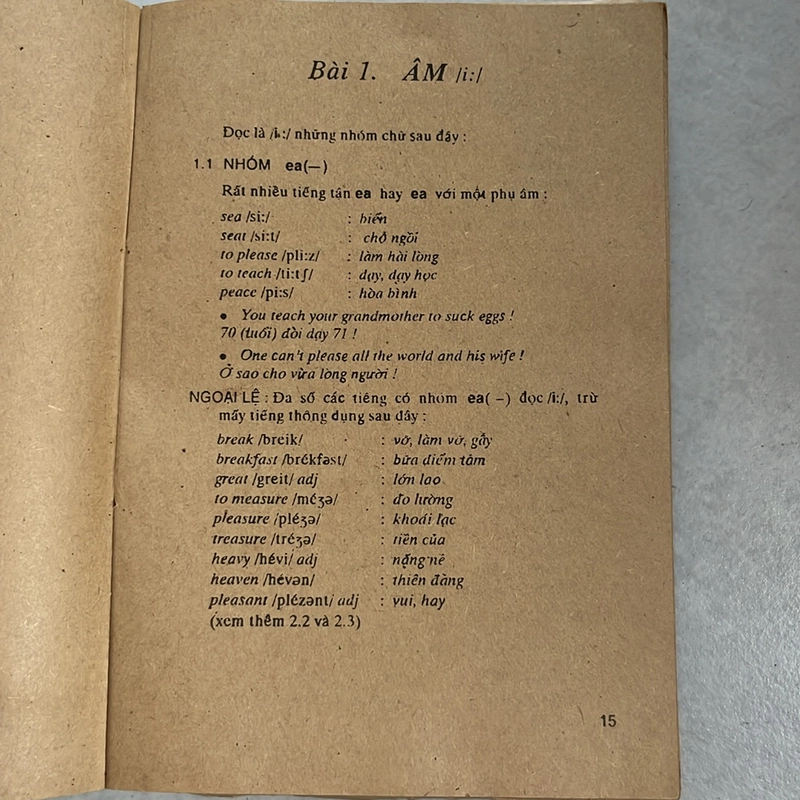 Bài 1. ÂM /i:/
Đọc là /i:/ những nhóm chữ sau đây :
1.1 NHÓM ea(—)
Rất nhiều tiếng tận ea hay ea với một phụ âm :
sea /si:/ : biển
seat /si:t/ : chỗ ngồi
to please /pli:z/ : làm hài lòng
to teach /ti:tʃ/ : dạy, dạy học
peace /pi:s/ : hòa bình
● You teach your grandmother to suck eggs !
70 (tuổi) đòi dạy 71 !
● One can't please all the world and his wife !
Ở sao cho vừa lòng người !
NGOẠI LỆ : Đa số các tiếng có nhóm ea( –) đọc /i:/, trừ
mấy tiếng thông dụng sau đây :
break /breik/ : vỡ, làm vỡ, gẫy
breakfast /brékfəst/ : bữa điểm tâm
great /greit/ adj : lớn lao
to measure /méʒə/ : đo lường
pleasure /pléʒə/ : khoái lạc
treasure /tréʒə/ : tiền của
heavy /hévi/ adj : nặng nề
heaven /hévən/ : thiên đàng
pleasant /plézənt/ adj : vui, hay
(xem thêm 2.2 và 2.3)
15